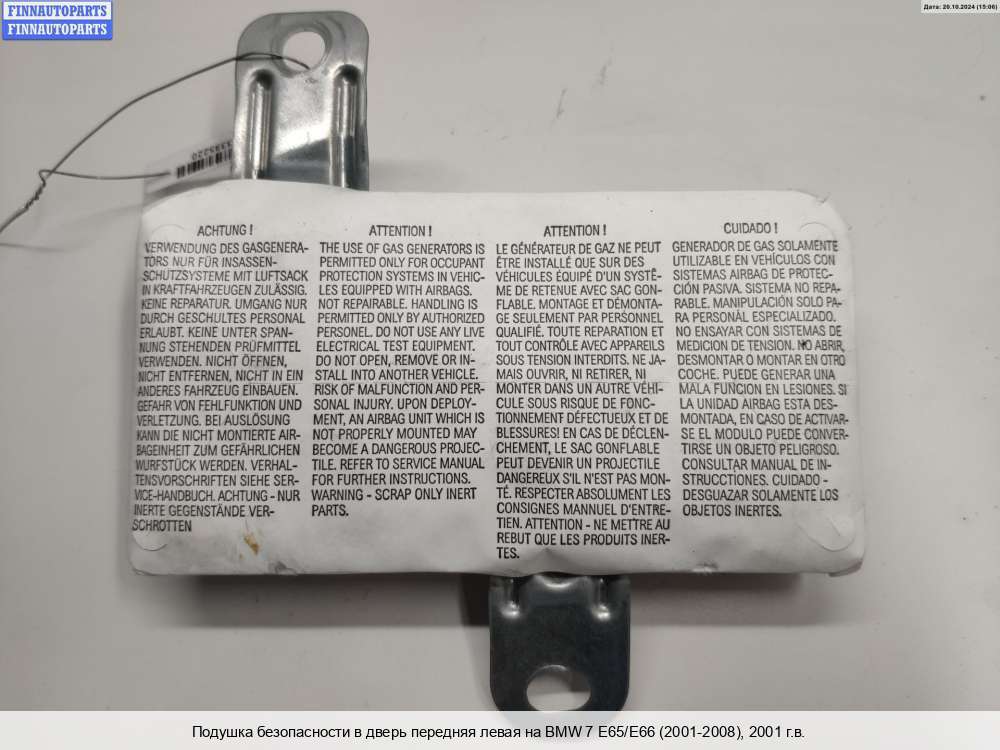 FINNAUTOPARTS
FINNAUTOPARTS
Дата: 20.10.2024 (15:06)
ACHTUNG !
VERWENDUNG DES GASGENERA-
TORS NUR FÜR INSASSEN-
SCHUTZSYSTEME MIT LUFTSACK
IN KRAFTFAHRZEUGEN ZULÄSSIG.
KEINE REPARATUR. UMGANG NUR
DURCH GESCHULTES PERSONAL
ERLAUBT. KEINE UNTER SPAN-
NUNG STEHENDEN PRÜFMITTEL
VERWENDEN. NICHT ÖFFNEN,
NICHT ENTFERNEN, NICHT IN EIN
ANDERES FAHRZEUG EINBAUEN.
GEFAHR VON FEHLFUNKTION UND
VERLETZUNG. BEI AUSLÖSUNG
KANN DIE NICHT MONTIERTE AIR-
BAGEINHEIT ZUM GEFÄHRLICHEN
WURFSTÜCK WERDEN. VERHAL-
TENSVORSCHRIFTEN SIEHE SER-
VICE-HANDBUCH. ACHTUNG - NUR
INERTE GEGENSTÄNDE VER-
SCHROTTEN
ATTENTION !
THE USE OF GAS GENERATORS IS
PERMITTED ONLY FOR OCCUPANT
PROTECTION SYSTEMS IN VEHIC-
LES EQUIPPED WITH AIRBAGS.
NOT REPAIRABLE. HANDLING IS
PERMITTED ONLY BY AUTHORIZED
PERSONEL. DO NOT USE ANY LIVE
ELECTRICAL TEST EQUIPMENT.
DO NOT OPEN, REMOVE OR IN-
STALL INTO ANOTHER VEHICLE.
RISK OF MALFUNCTION AND PER-
SONAL INJURY. UPON DEPLOY-
MENT, AN AIRBAG UNIT WHICH IS
NOT PROPERLY MOUNTED MAY
BECOME A DANGEROUS PROJEC-
TILE. REFER TO SERVICE MANUAL
FOR FURTHER INSTRUCTIONS.
WARNING - SCRAP ONLY INERT
PARTS.
ATTENTION !
LE GÉNÉRATEUR DE GAZ NE PEUT
ÊTRE INSTALLÉ QUE SUR DES
VÉHICULES ÉQUIPÉ D'UN SYSTÊ-
ME DE RETENUE AVEC SAC GON-
FLABLE. MONTAGE ET DÉMONTA-
GE SEULEMENT PAR PERSONNEL
QUALIFIÉ. TOUTE REPARATION ET
TOUT CONTRÔLE AVEC APPAREILS
SOUS TENSION INTERDITS. NE JA-
MAIS OUVRIR, NI RETIRER, NI
MONTER DANS UN AUTRE VÉHI-
CULE SOUS RISQUE DE FONC-
TIONNEMENT DÉFECTUEUX ET DE
BLESSURES! EN CAS DE DÉCLEN-
CHEMENT, LE SAC GONFLABLE
PEUT DEVENIR UN PROJECTILE
DANGEREUX S'IL N'EST PAS MON-
TÉ. RESPECTER ABSOLUMENT LES
CONSIGNES MANNUEL D'ENTRE-
TIEN. ATTENTION - NE METTRE AU
REBUT QUE LES PRODUITS INER-
TES.
CUIDADO !
GENERADOR DE GAS SOLAMENTE
UTILIZABLE EN VEHÍCULOS CON
SISTEMAS AIRBAG DE PROTEC-
CIÓN PASIVA. SISTEMA NO REPA-
RABLE. MANIPULACIÓN SOLO PA-
RA PERSONAL ESPECIALIZADO.
NO ENSAYAR CON SISTEMAS DE
MEDICION DE TENSION. NO ABRIR,
DESMONTAR O MONTAR EN OTRO
COCHE. PUEDE GENERAR UNA
MALA FUNCION EN LESIONES. SI
LA UNIDAD AIRBAG ESTA DES-
MONTADA, EN CASO DE ACTIVAR-
SE EL MODULO PUEDE CONVER-
TIRSE UN OBJETO PELIGROSO.
CONSULTAR MANUAL DE IN-
STRUCCTIONES. CUIDADO -
DESGUAZAR SOLAMENTE LOS
OBJETOS INERTES.
Подушка безопасности в дверь передняя левая на BMW 7 E65/E66 (2001-2008), 2001 г.в.